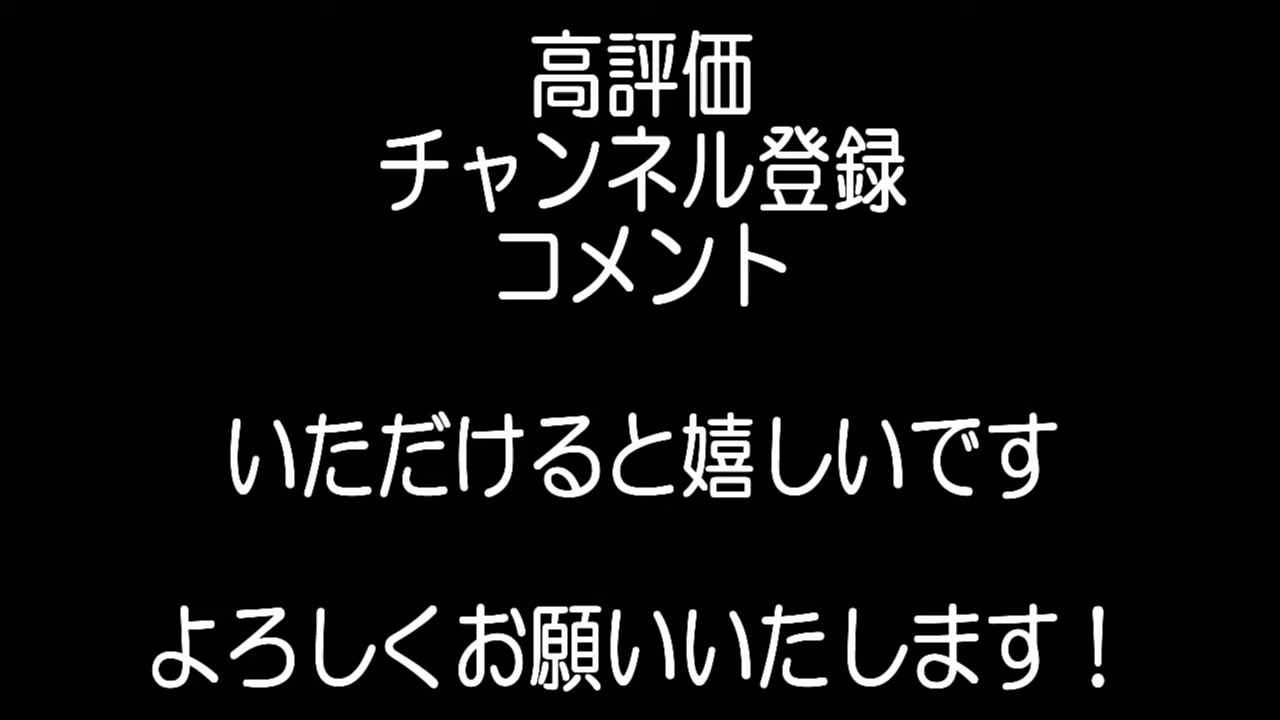 高評価
チャンネル登録
コメント
いただけると嬉しいです
よろしくお願いいたします！